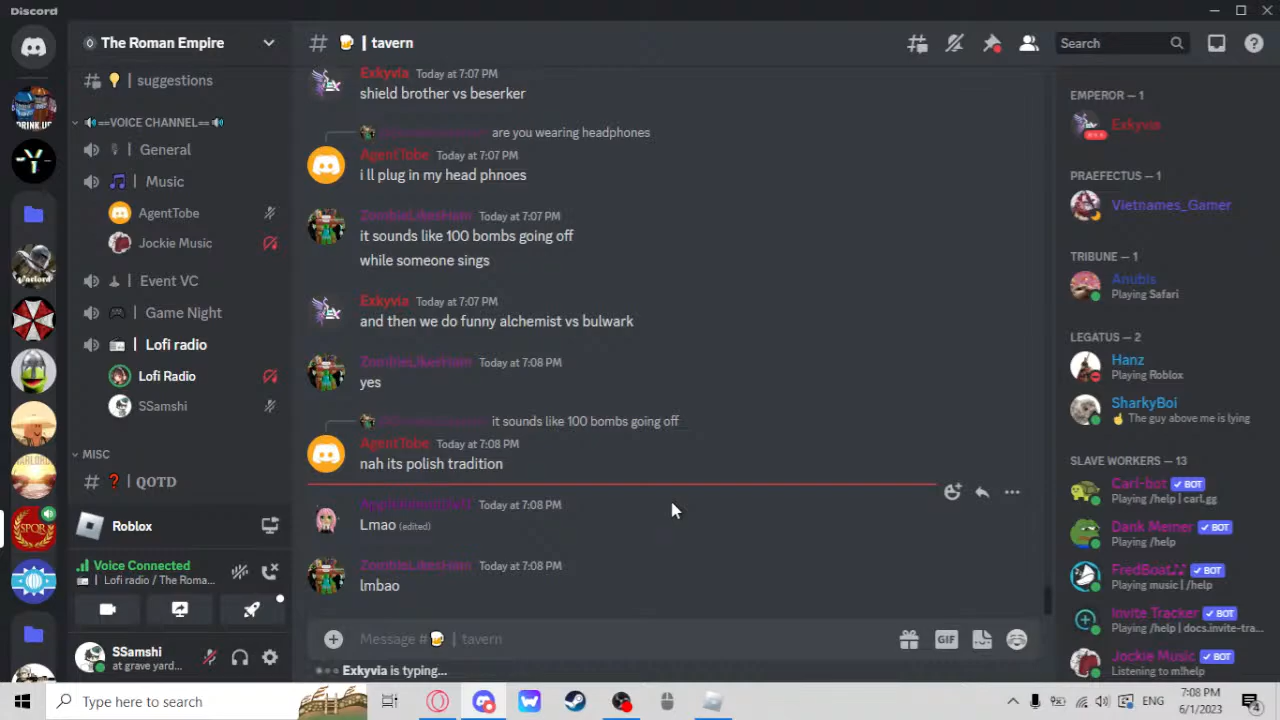 Discord
The Roman Empire
suggestions
==VOICE CHANNEL==
General
Music
AgentTobe
Jockie Music
Event VC
Game Night
Lofi radio
Lofi Radio
SSamshi
MISC
QOTD
Roblox
Voice Connected
Lofi radio / The Roma...
SSamshi
at grave yard...
# | tavern
Search
Exkyvia Today at 7:07 PM
shield brother vs beserker
are you wearing headphones
AgentTobe Today at 7:07 PM
i ll plug in my head phnoes
ZombieLikesHam Today at 7:07 PM
it sounds like 100 bombs going off
while someone sings
Exkyvia Today at 7:07 PM
and then we do funny alchemist vs bulwark
ZombieLikesHam Today at 7:08 PM
yes
it sounds like 100 bombs going off
AgentTobe Today at 7:08 PM
nah its polish tradition
Today at 7:08 PM
Lmao (edited)
ZombieLikesHam Today at 7:08 PM
lmbao
Message # | tavern
GIF
Exkyvia is typing...
EMPEROR — 1
Exkyvia
PRAEFECTUS — 1
Vietnames_Gamer
TRIBUNE — 1
Anubis
Playing Safari
LEGATUS — 2
Hanz
Playing Roblox
SharkyBoi
The guy above me is lying
SLAVE WORKERS — 13
Carl-bot BOT
Playing /help | carl.gg
Dank Memer BOT
Playing /help
FredBoat♪♪ BOT
Playing music | /help
Invite Tracker BOT
Playing /help | docs.invite-tra...
Jockie Music BOT
Listening to m!help
Type here to search
ENG
7:08 PM
6/1/2023
4